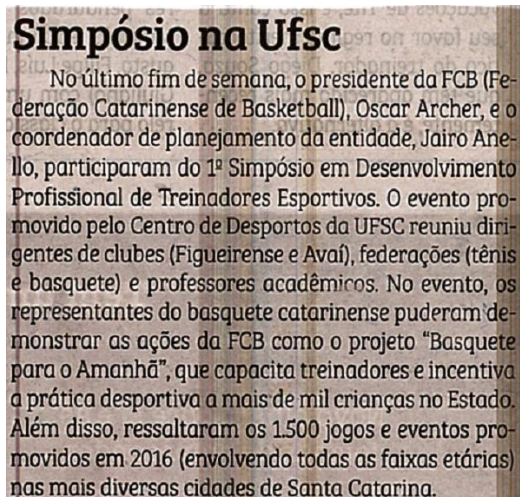 Simpósio na Ufsc
No último fim de semana, o presidente da FCB (Fe-
deração Catarinense de Basketball), Oscar Archer, e o
coordenador de planejamento da entidade, Jairo Ane-
llo, participaram do 1º Simpósio em Desenvolvimento
Profissional de Treinadores Esportivos. O evento pro-
movido pelo Centro de Desportos da UFSC reuniu diri-
gentes de clubes (Figueirense e Avaí), federações (tênis
e basquete) e professores acadêmicos. No evento, os
representantes do basquete catarinense puderam de-
monstrar as ações da FCB como o projeto “Basquete
para o Amanhã”, que capacita treinadores e incentiva
a prática desportiva a mais de mil crianças no Estado.
Além disso, ressaltaram os 1.500 jogos e eventos pro-
movidos em 2016 (envolvendo todas as faixas etárias)
nas mais diversas cidades de Santa Catarina.